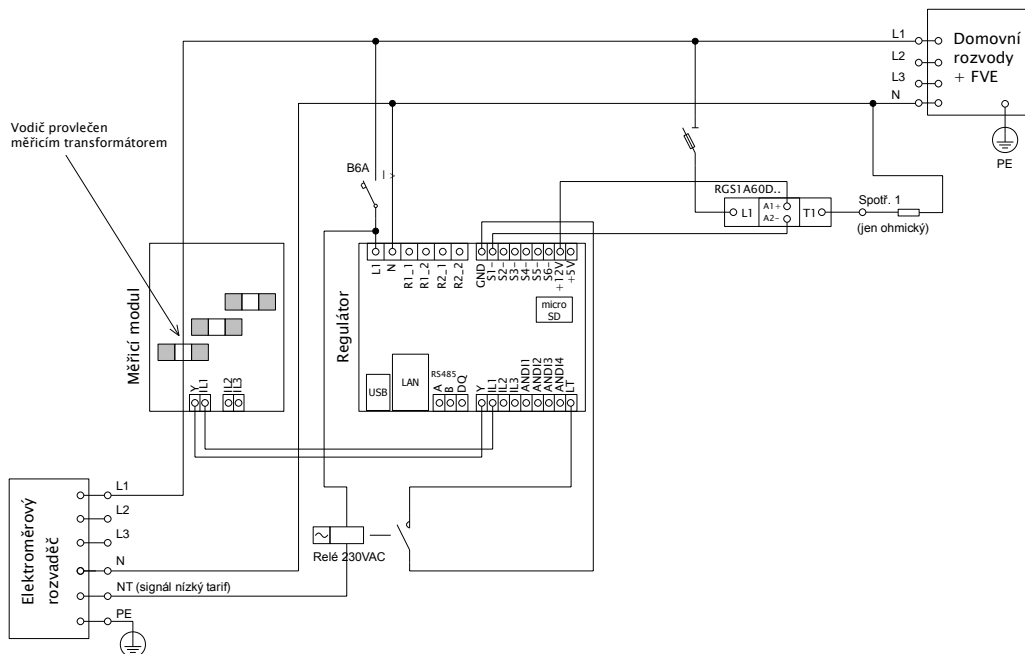 L1
L2
L3
N
Domovní
rozvody
+ FVE
PE
Vodič provlečen
měřicím transformátorem
B6A
I >
RGS1A60D..
L1
A1+
A2-
T1
Spotř. 1
(jen ohmický)
Měřicí modul
Y
IL1
IL2
IL3
Regulátor
L1
N
R1_1
R1_2
R2_1
R2_2
GND
S1-
S2-
S3-
S4-
S5-
S6-
+12V
+5V
micro
SD
USB
LAN
RS485
A
B
DQ
Y
IL1
IL2
IL3
ANDI1
ANDI2
ANDI3
ANDI4
LT
Elektroměrový
rozvaděč
L1
L2
L3
N
NT (signál nízký tarif)
PE
Relé 230VAC